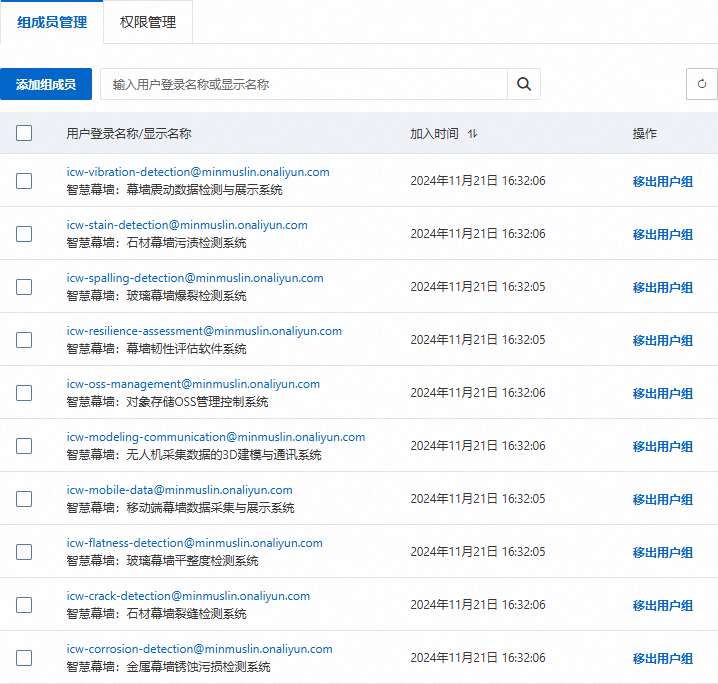 组成员管理 权限管理
添加组成员 输入用户登录名称或显示名称
用户登录名称/显示名称 加入时间 操作
icw-vibration-detection@minmuslin.onaliyun.com
智慧幕墙：幕墙震动数据检测与展示系统
2024年11月21日 16:32:06 移出用户组
icw-stain-detection@minmuslin.onaliyun.com
智慧幕墙：石材幕墙污渍检测系统
2024年11月21日 16:32:06 移出用户组
icw-spalling-detection@minmuslin.onaliyun.com
智慧幕墙：玻璃幕墙爆裂检测系统
2024年11月21日 16:32:05 移出用户组
icw-resilience-assessment@minmuslin.onaliyun.com
智慧幕墙：幕墙韧性评估软件系统
2024年11月21日 16:32:05 移出用户组
icw-oss-management@minmuslin.onaliyun.com
智慧幕墙：对象存储OSS管理控制系统
2024年11月21日 16:32:05 移出用户组
icw-modeling-communication@minmuslin.onaliyun.com
智慧幕墙：无人机采集数据的3D建模与通讯系统
2024年11月21日 16:32:06 移出用户组
icw-mobile-data@minmuslin.onaliyun.com
智慧幕墙：移动端幕墙数据采集与展示系统
2024年11月21日 16:32:05 移出用户组
icw-flatness-detection@minmuslin.onaliyun.com
智慧幕墙：玻璃幕墙平整度检测系统
2024年11月21日 16:32:05 移出用户组
icw-crack-detection@minmuslin.onaliyun.com
智慧幕墙：石材幕墙裂缝检测系统
2024年11月21日 16:32:06 移出用户组
icw-corrosion-detection@minmuslin.onaliyun.com
智慧幕墙：金属幕墙锈蚀污损检测系统
2024年11月21日 16:32:06 移出用户组